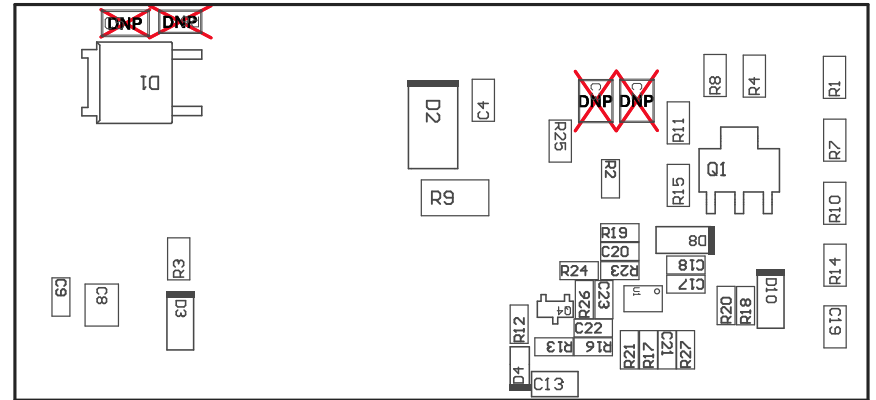 DNP DNP
D1
D2
C4
DNP DNP
R8
R4
R1
R25
R11
R7
R2
R15
Q1
R9
R10
R19
D8
C20
R3
R24
R23
C18
R14
C17
C9
C8
D3
Q4
R26
C23
U1
R20
R18
D10
R12
C22
C19
R13
R16
R21
R17
C21
R27
D4
C13